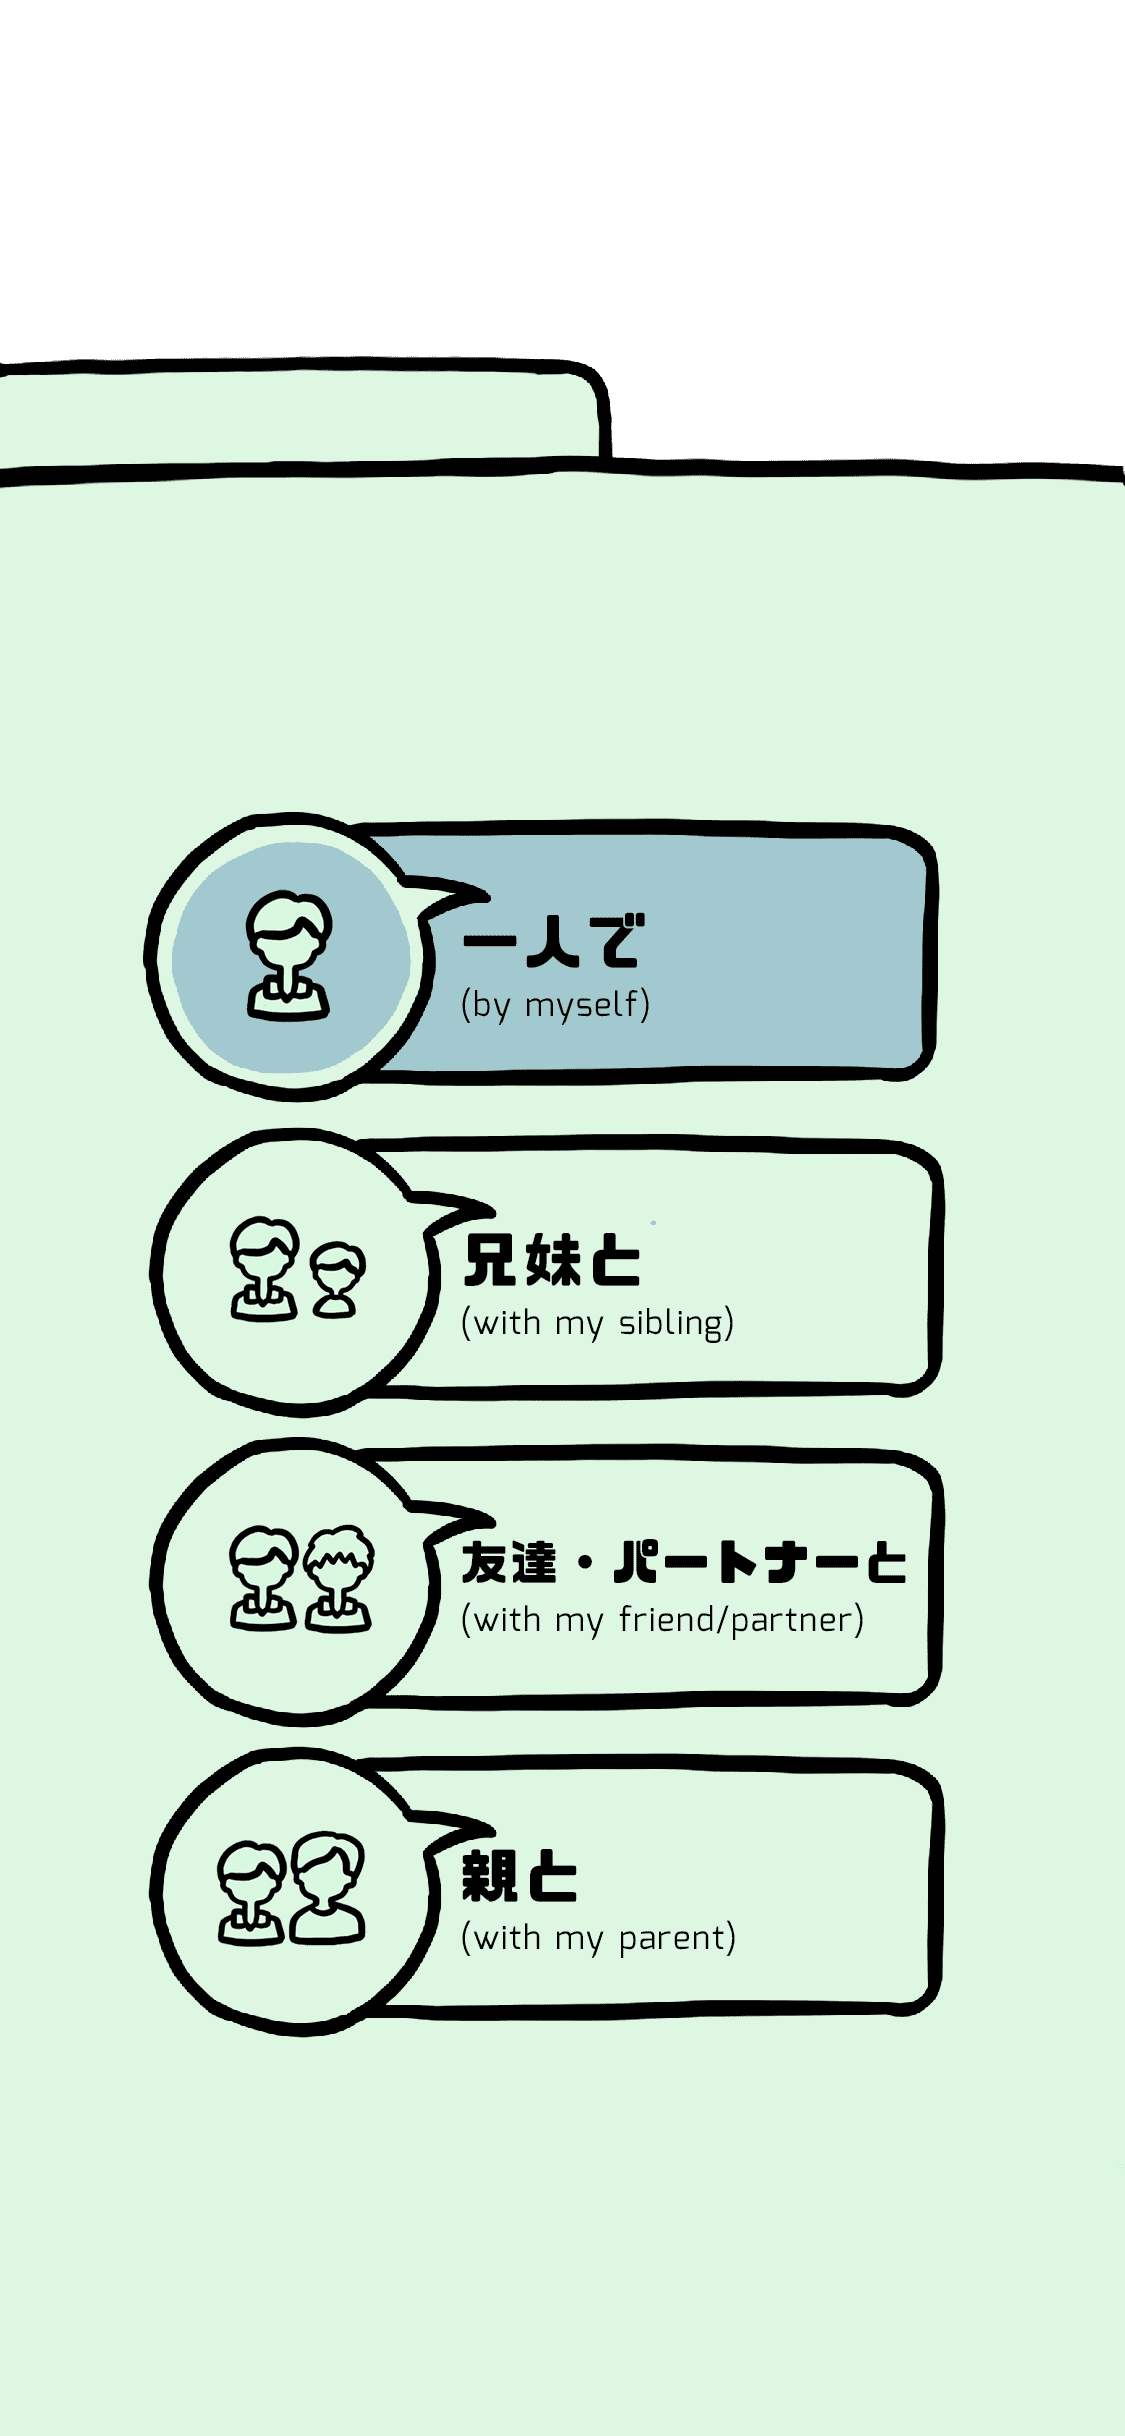 一人で
(by myself)
兄妹と
(with my sibling)
友達・パートナーと
(with my friend/partner)
親と
(with my parent)